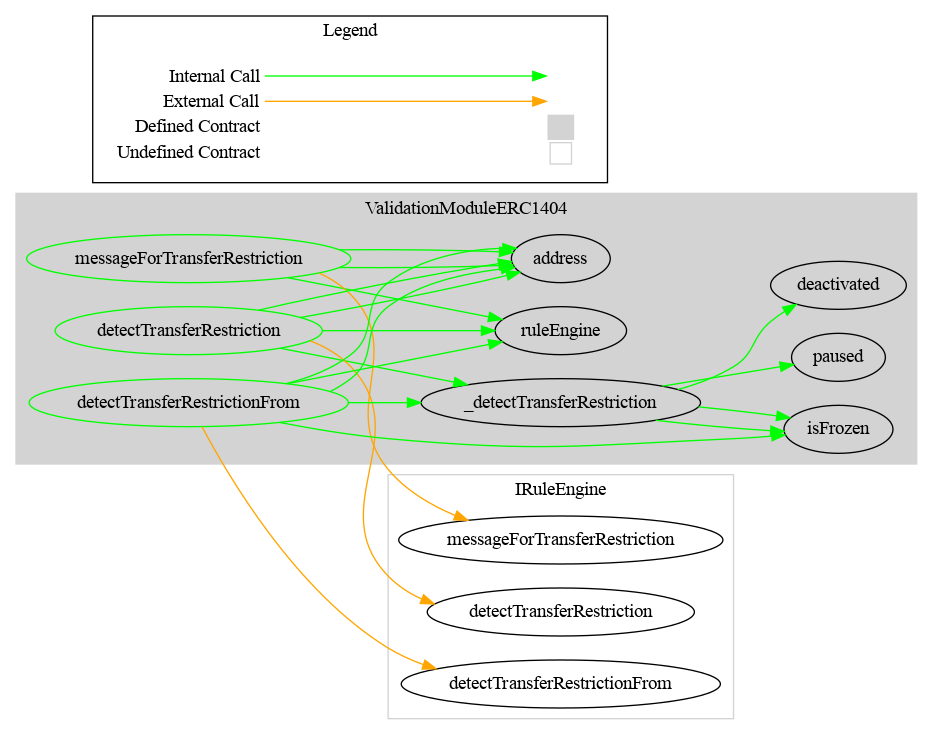 Legend
Internal Call
External Call
Defined Contract
Undefined Contract
ValidationModuleERC1404
messageForTransferRestriction
address
deactivated
detectTransferRestriction
ruleEngine
paused
detectTransferRestrictionFrom
_detectTransferRestriction
isFrozen
IRuleEngine
messageForTransferRestriction
detectTransferRestriction
detectTransferRestrictionFrom